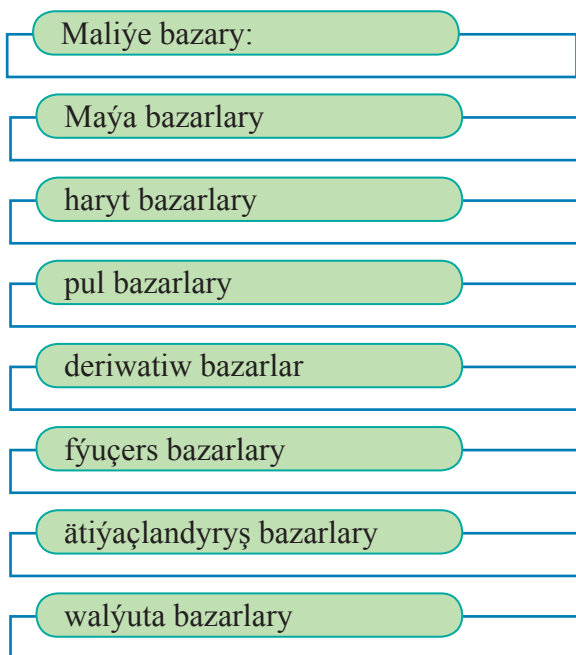 Maliýe bazary:
Maýa bazarlary
haryt bazarlary
pul bazarlary
deriwatiw bazarlar
fýuçers bazarlary
ätiýaçlandyryş bazarlary
walýuta bazarlary